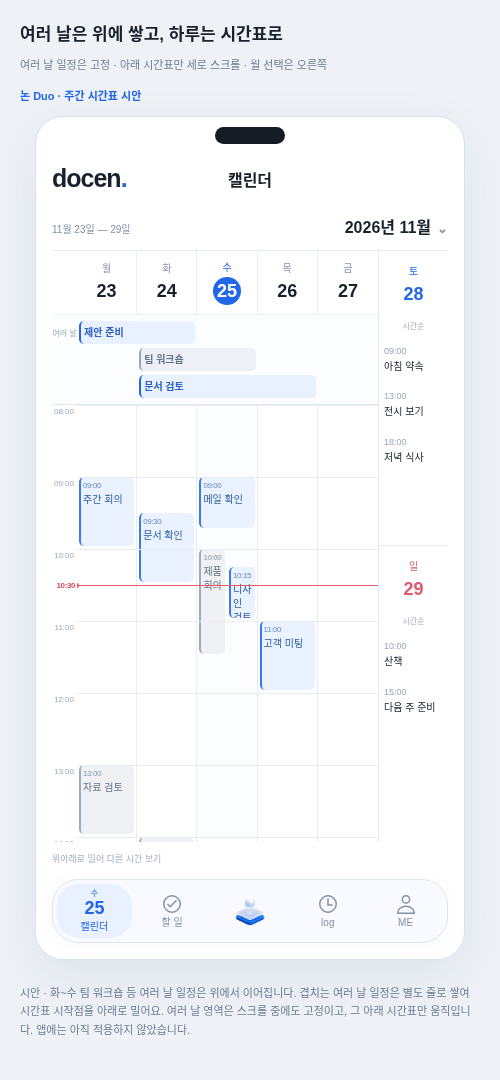 여러 날은 위에 쌓고, 하루는 시간표로
여러 날 일정은 고정 · 아래 시간표만 세로 스크롤 · 월 선택은 오른쪽
논 Duo · 주간 시간표 시안
docen.
캘린더
11월 23일 — 29일
2026년 11월
월
23
화
24
수
25
목
26
금
27
토
28
시간순
09:00
아침 약속
13:00
전시 보기
18:00
저녁 식사
일
29
시간순
10:00
산책
15:00
다음 주 준비
여러 날
제안 준비
팀 워크숍
문서 검토
08:00
09:00
10:00
10:30
11:00
12:00
13:00
09:00
주간 회의
09:30
문서 확인
09:00
메일 확인
10:00
제품
회의
10:15
디자
인
검토
11:00
고객 미팅
13:00
자료 검토
위아래로 밀어 다른 시간 보기
수
25
캘린더
할 일
log
ME
시안 · 화~수 팀 워크숍 등 여러 날 일정은 위에서 이어집니다. 겹치는 여러 날 일정은 별도 줄로 쌓여
시간표 시작점을 아래로 밀어요. 여러 날 영역은 스크롤 중에도 고정이고, 그 아래 시간표만 움직입니
다. 앱에는 아직 적용하지 않았습니다.